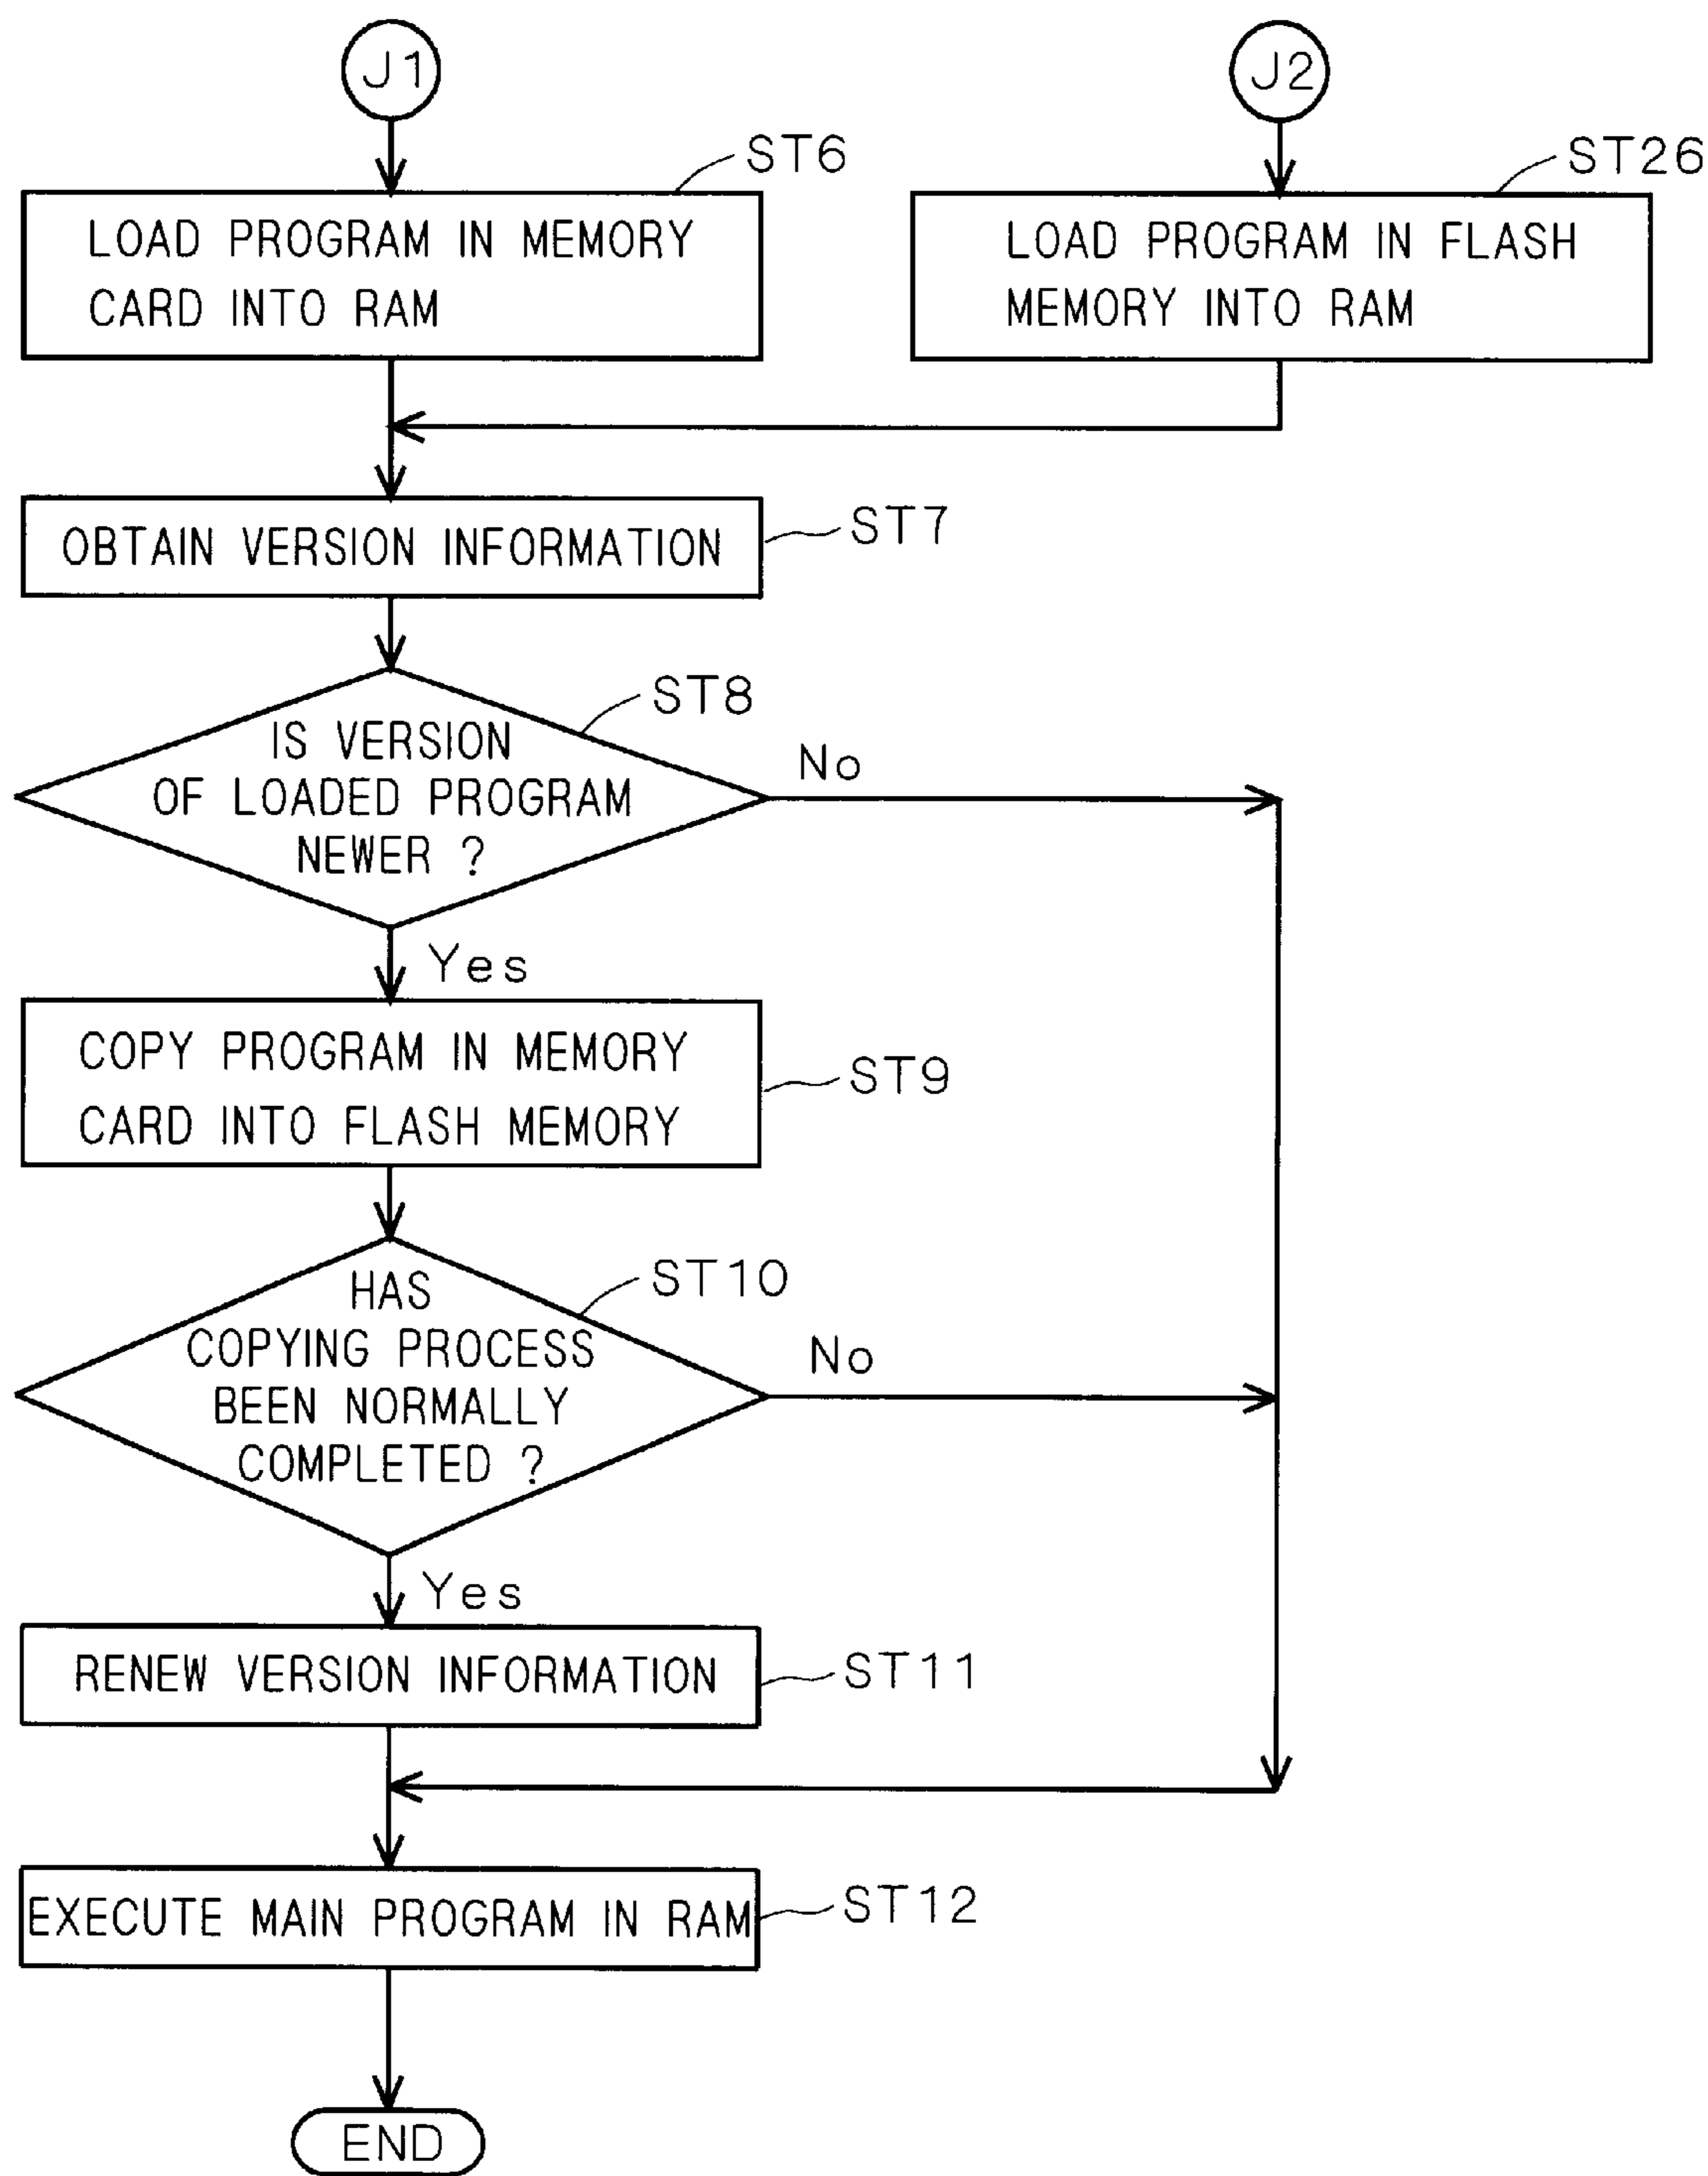 J1
J2
ST6
ST26
LOAD PROGRAM IN MEMORY
CARD INTO RAM
LOAD PROGRAM IN FLASH
MEMORY INTO RAM
OBTAIN VERSION INFORMATION
ST7
ST8
IS VERSION
OF LOADED PROGRAM
NEWER ?
No
Yes
COPY PROGRAM IN MEMORY
CARD INTO FLASH MEMORY
ST9
ST10
HAS
COPYING PROCESS
BEEN NORMALLY
COMPLETED ?
No
Yes
RENEW VERSION INFORMATION
ST11
EXECUTE MAIN PROGRAM IN RAM
ST12
END